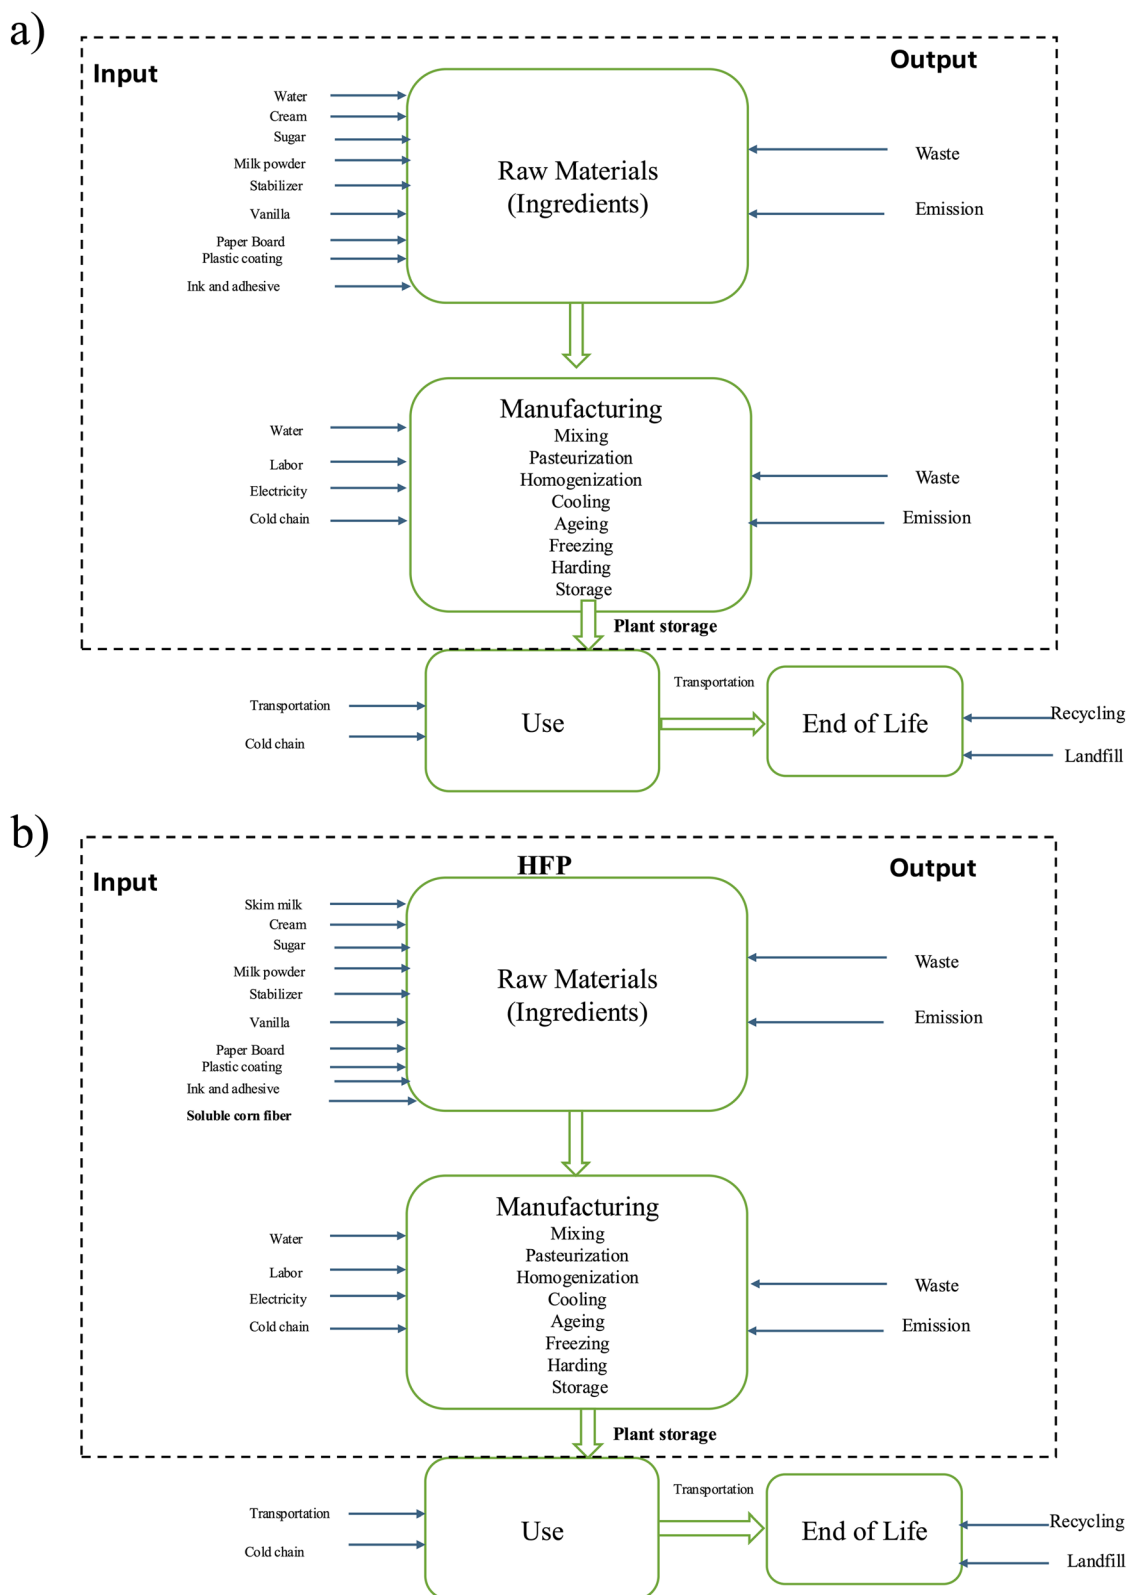 a)
Input
Output
Water
Cream
Sugar
Milk powder
Stabilizer
Vanilla
Paper Board
Plastic coating
Ink and adhesive
Raw Materials
(Ingredients)
Waste
Emission
Water
Labor
Electricity
Cold chain
Manufacturing
Mixing
Pasteurization
Homogenization
Cooling
Ageing
Freezing
Harding
Storage
Waste
Emission
Plant storage
Transportation
Cold chain
Use
Transportation
End of Life
Recycling
Landfill
b)
Input
HFP
Output
Skim milk
Cream
Sugar
Milk powder
Stabilizer
Vanilla
Paper Board
Plastic coating
Ink and adhesive
Soluble corn fiber
Raw Materials
(Ingredients)
Waste
Emission
Water
Labor
Electricity
Cold chain
Manufacturing
Mixing
Pasteurization
Homogenization
Cooling
Ageing
Freezing
Harding
Storage
Waste
Emission
Plant storage
Transportation
Cold chain
Use
Transportation
End of Life
Recycling
Landfill